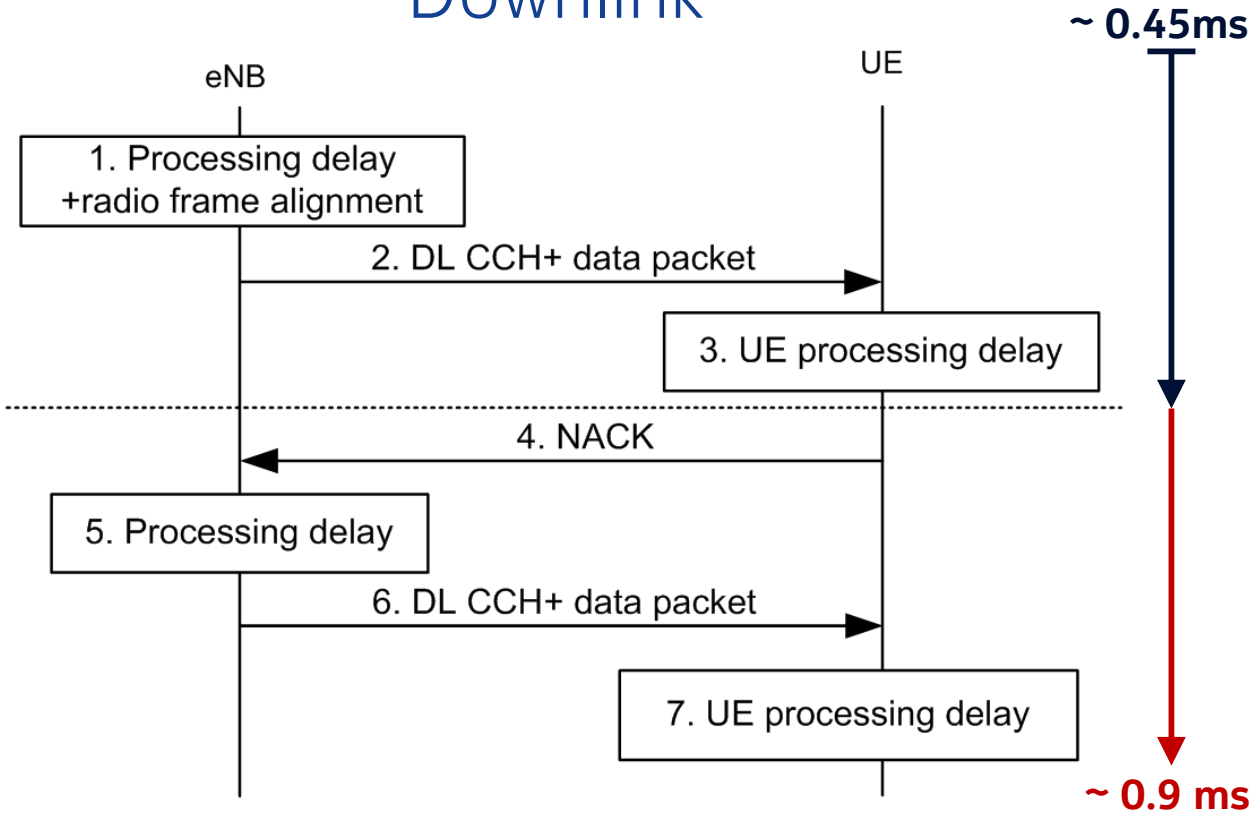 Downlink
~ 0.45ms
eNB
UE
1. Processing delay
+radio frame alignment
2. DL CCH+ data packet
3. UE processing delay
4. NACK
5. Processing delay
6. DL CCH+ data packet
7. UE processing delay
~ 0.9 ms